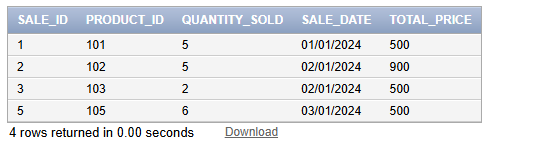 SALE_ID PRODUCT_ID QUANTITY_SOLD SALE_DATE TOTAL_PRICE
1 101 5 01/01/2024 500
2 102 5 02/01/2024 900
3 103 2 02/01/2024 500
5 105 6 03/01/2024 500
4 rows returned in 0.00 seconds Download